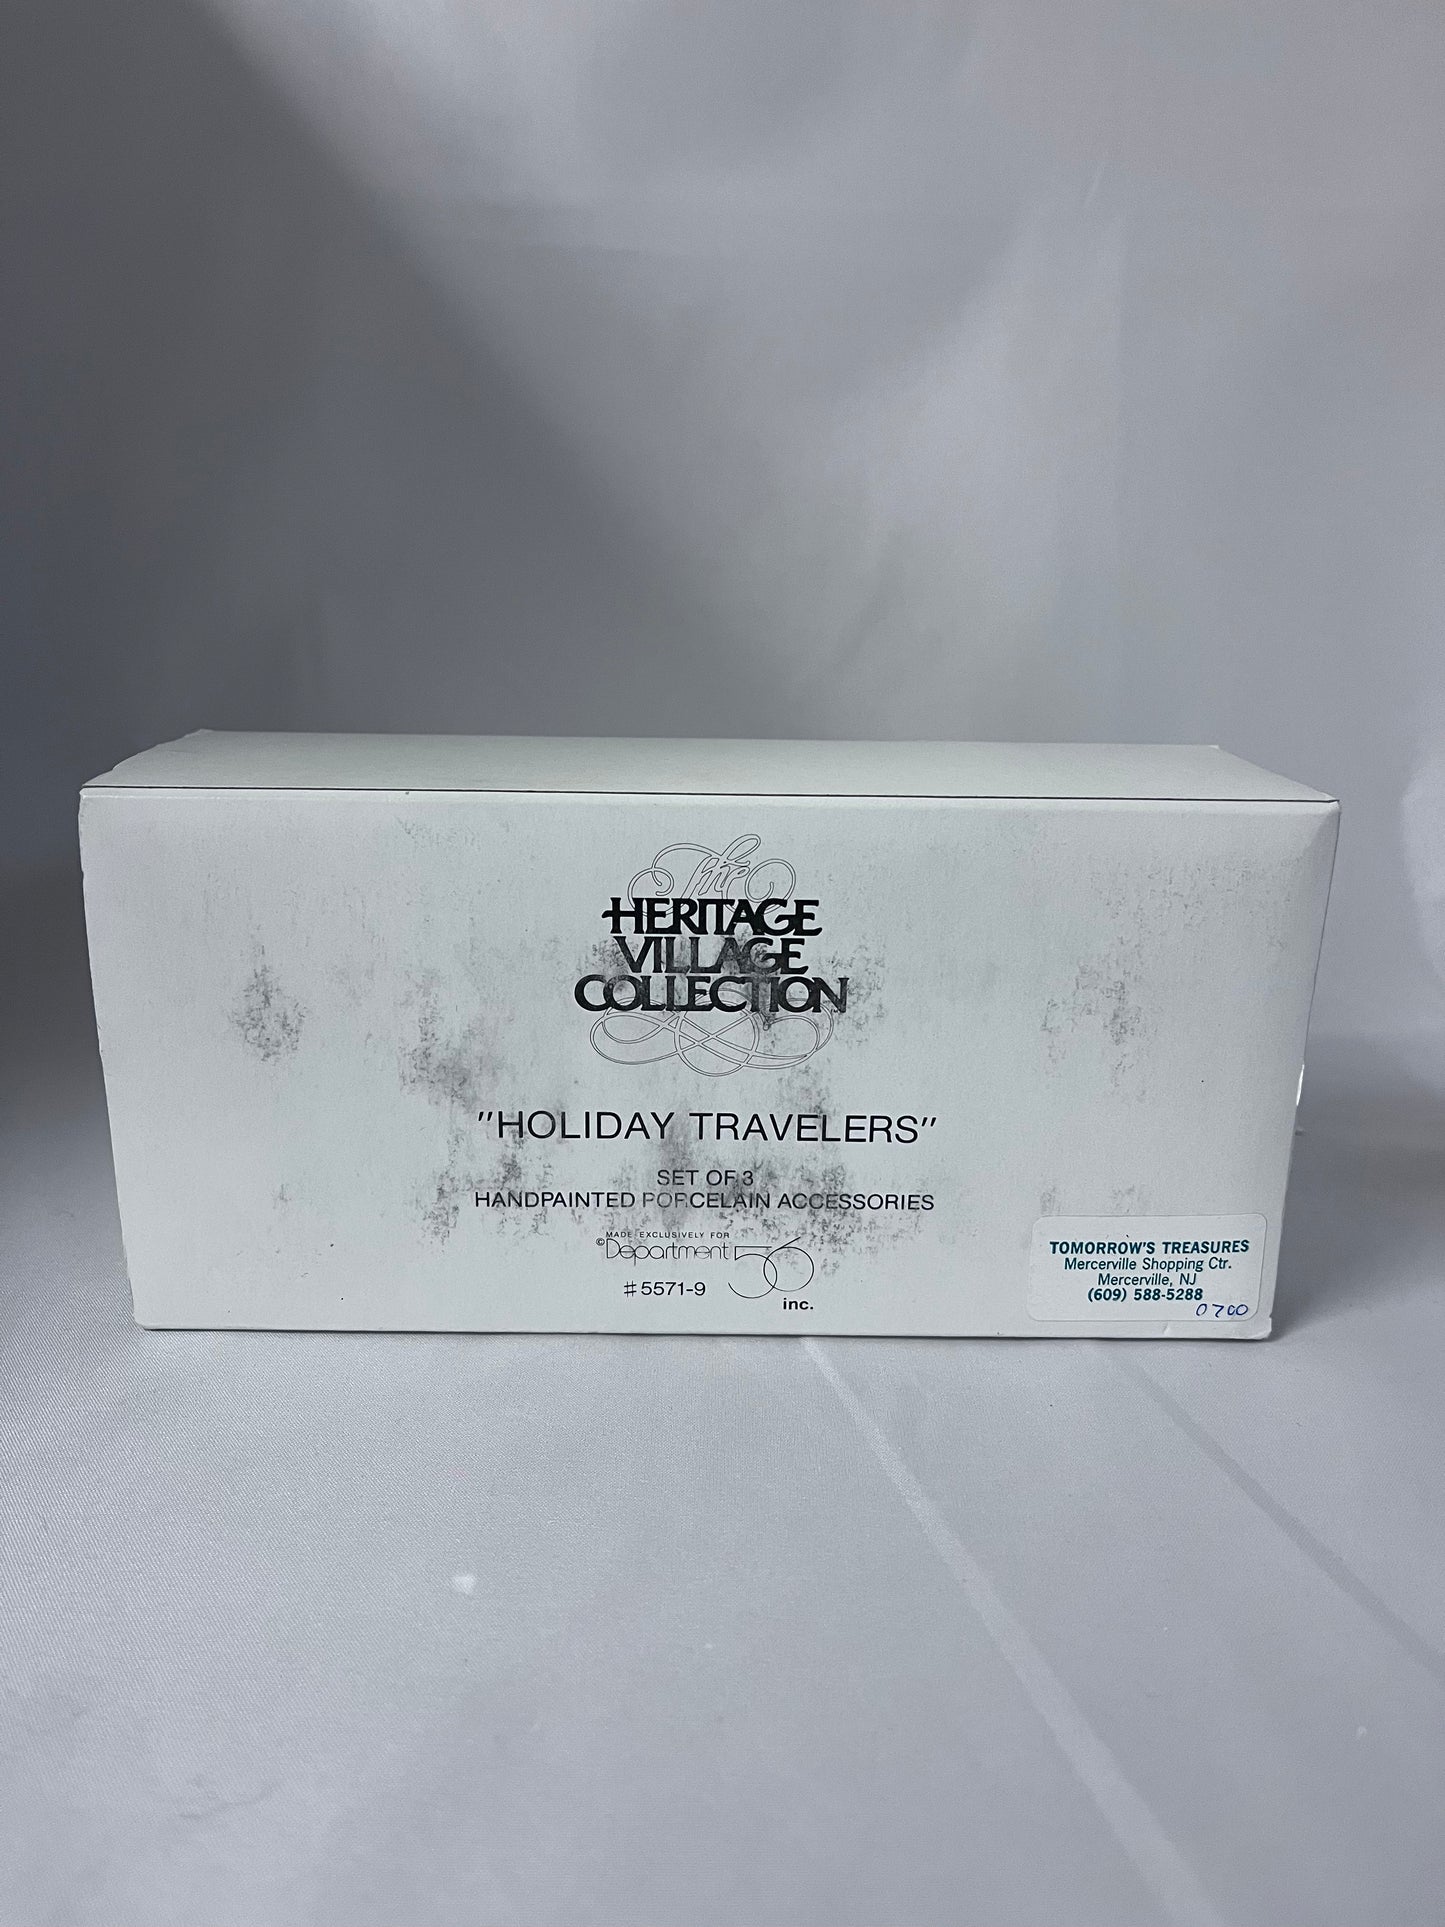 The
HERITAGE
VILLAGE
COLLECTION
"HOLIDAY TRAVELERS"
SET OF 3
HANDPAINTED PORCELAIN ACCESSORIES
MADE EXCLUSIVELY FOR
©Department 56
#5571-9
inc.
TOMORROW'S TREASURES
Mercerville Shopping Ctr.
Mercerville, NJ
(609) 588-5288
0700